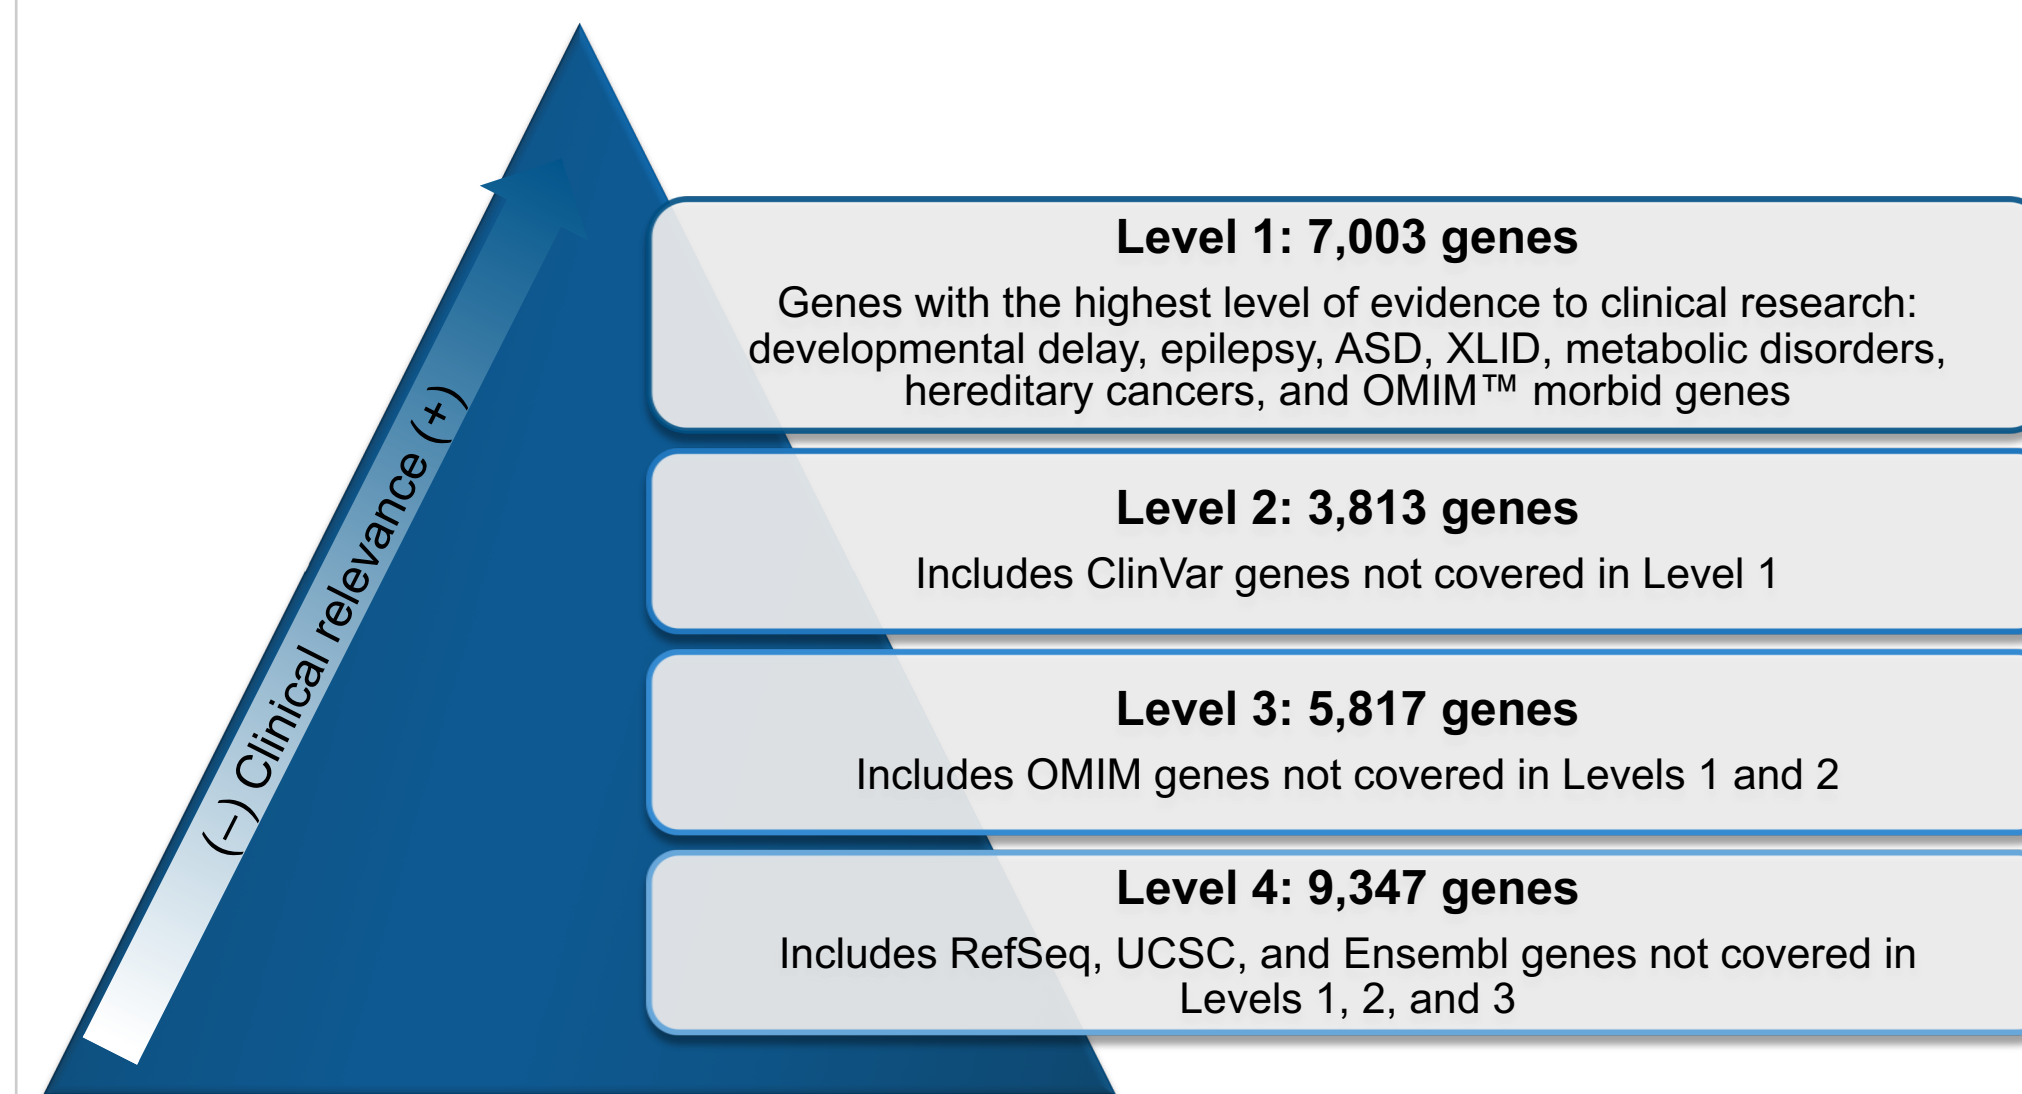 (–) Clinical relevance (+)
Level 1: 7,003 genes
Genes with the highest level of evidence to clinical research:
developmental delay, epilepsy, ASD, XLID, metabolic disorders,
hereditary cancers, and OMIM™ morbid genes
Level 2: 3,813 genes
Includes ClinVar genes not covered in Level 1
Level 3: 5,817 genes
Includes OMIM genes not covered in Levels 1 and 2
Level 4: 9,347 genes
Includes RefSeq, UCSC, and Ensembl genes not covered in
Levels 1, 2, and 3